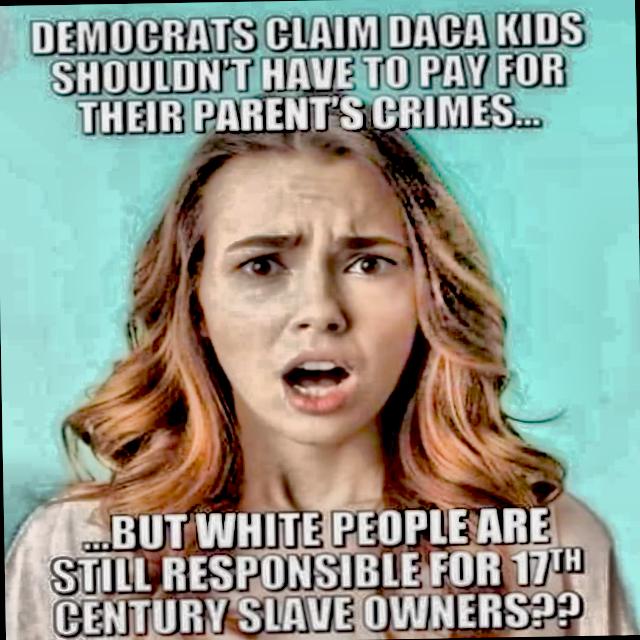 DEMOCRATS CLAIM DACA KIDS
SHOULDN'T HAVE TO PAY FOR
THEIR PARENT'S CRIMES...
...BUT WHITE PEOPLE ARE
STILL RESPONSIBLE FOR 17TH
CENTURY SLAVE OWNERS??